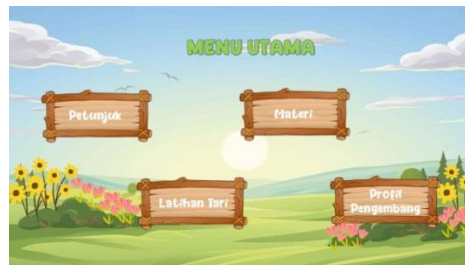 MENU UTAMA
Petunjuk
Materi
Latihan Tari
Profil
Pengembang